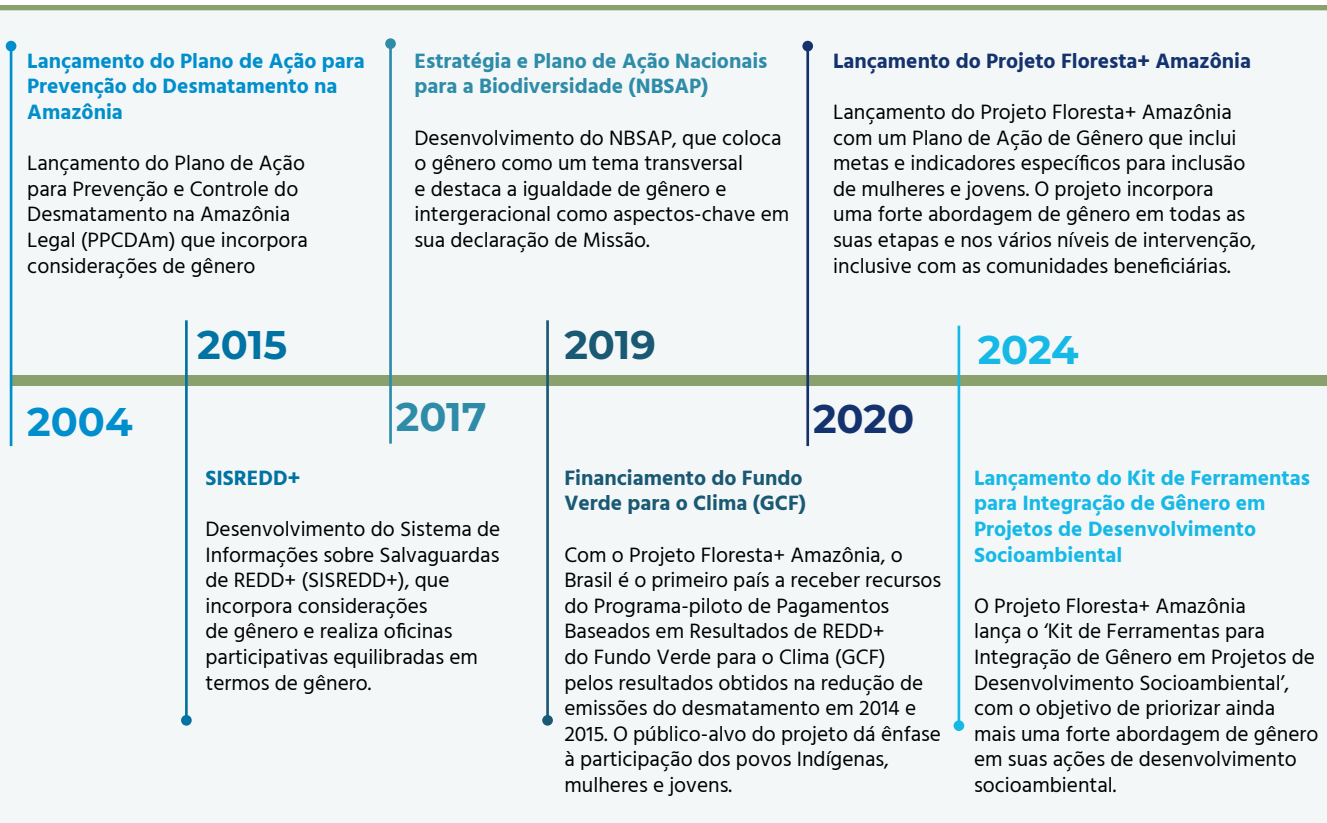 Lançamento do Plano de Ação para
Prevenção do Desmatamento na
Amazônia
Lançamento do Plano de Ação
para Prevenção e Controle do
Desmatamento na Amazônia
Legal (PPCDAm) que incorpora
considerações de gênero
2004
2015
SISREDD+
Desenvolvimento do Sistema de
Informações sobre Salvaguardas
de REDD+ (SISREDD+), que
incorpora considerações
de gênero e realiza oficinas
participativas equilibradas em
termos de gênero.
Estratégia e Plano de Ação Nacionais
para a Biodiversidade (NBSAP)
Desenvolvimento do NBSAP, que coloca
o gênero como um tema transversal
e destaca a igualdade de gênero e
intergeracional como aspectos-chave em
sua declaração de Missão.
2017
2019
Financiamento do Fundo
Verde para o Clima (GCF)
Com o Projeto Floresta+ Amazônia, o
Brasil é o primeiro país a receber recursos
do Programa-piloto de Pagamentos
Baseados em Resultados de REDD+
do Fundo Verde para o Clima (GCF)
pelos resultados obtidos na redução de
emissões do desmatamento em 2014 e
2015. O público-alvo do projeto dá ênfase
à participação dos povos Indígenas,
mulheres e jovens.
Lançamento do Projeto Floresta+ Amazônia
Lançamento do Projeto Floresta+ Amazônia
com um Plano de Ação de Gênero que inclui
metas e indicadores específicos para inclusão
de mulheres e jovens. O projeto incorpora
uma forte abordagem de gênero em todas as
suas etapas e nos vários níveis de intervenção,
inclusive com as comunidades beneficiárias.
2020
2024
Lançamento do Kit de Ferramentas
para Integração de Gênero em
Projetos de Desenvolvimento
Socioambiental
O Projeto Floresta+ Amazônia
lança o ‘Kit de Ferramentas para
Integração de Gênero em Projetos de
Desenvolvimento Socioambiental’,
com o objetivo de priorizar ainda
mais uma forte abordagem de gênero
em suas ações de desenvolvimento
socioambiental.